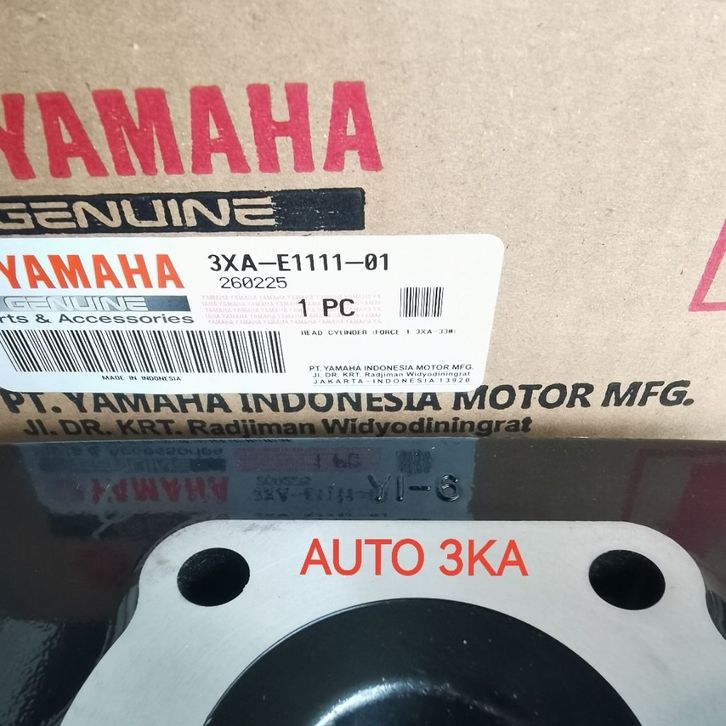 YAMAHA
GENUINE
YAMAHA
GENUINE
Parts & Accessories
3XA-E1111-01
260225
1 PC
HEAD CYLINDER (FORCE 1 3XA-330)
MADE IN INDONESIA
PT. YAMAHA INDONESIA MOTOR MFG.
JL. DR. KRT. Radjiman Widyodiningrat
JAKARTA-INDONESIA 13920
PT. YAMAHA INDONESIA MOTOR MFG.
Jl. DR. KRT. Radjiman Widyodiningrat
AUTO 3KA